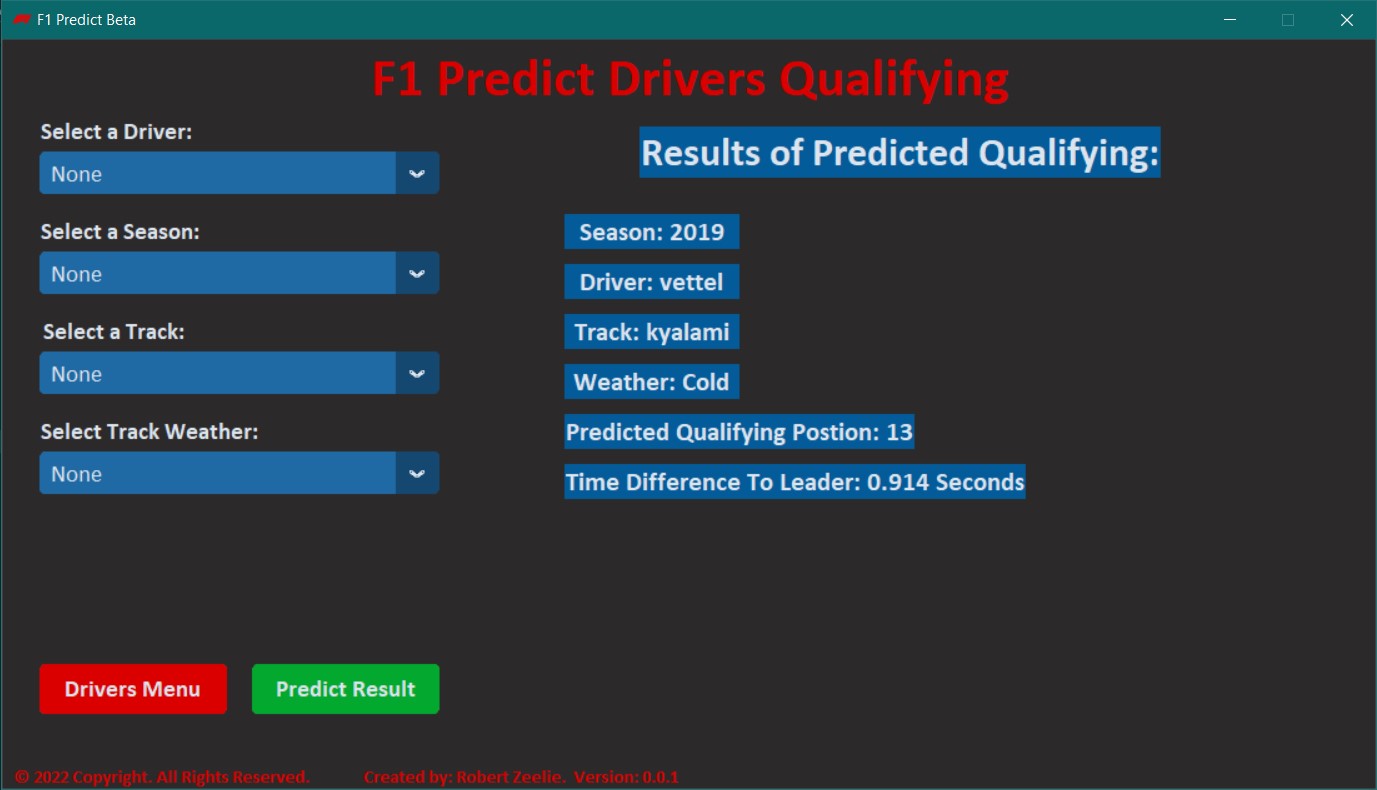 F1 Predict Beta
F1 Predict Drivers Qualifying
Select a Driver:
None
Select a Season:
None
Select a Track:
None
Select Track Weather:
None
Results of Predicted Qualifying:
Season: 2019
Driver: vettel
Track: kyalami
Weather: Cold
Predicted Qualifying Postion: 13
Time Difference To Leader: 0.914 Seconds
Drivers Menu
Predict Result
© 2022 Copyright. All Rights Reserved. Created by: Robert Zeelie. Version: 0.0.1